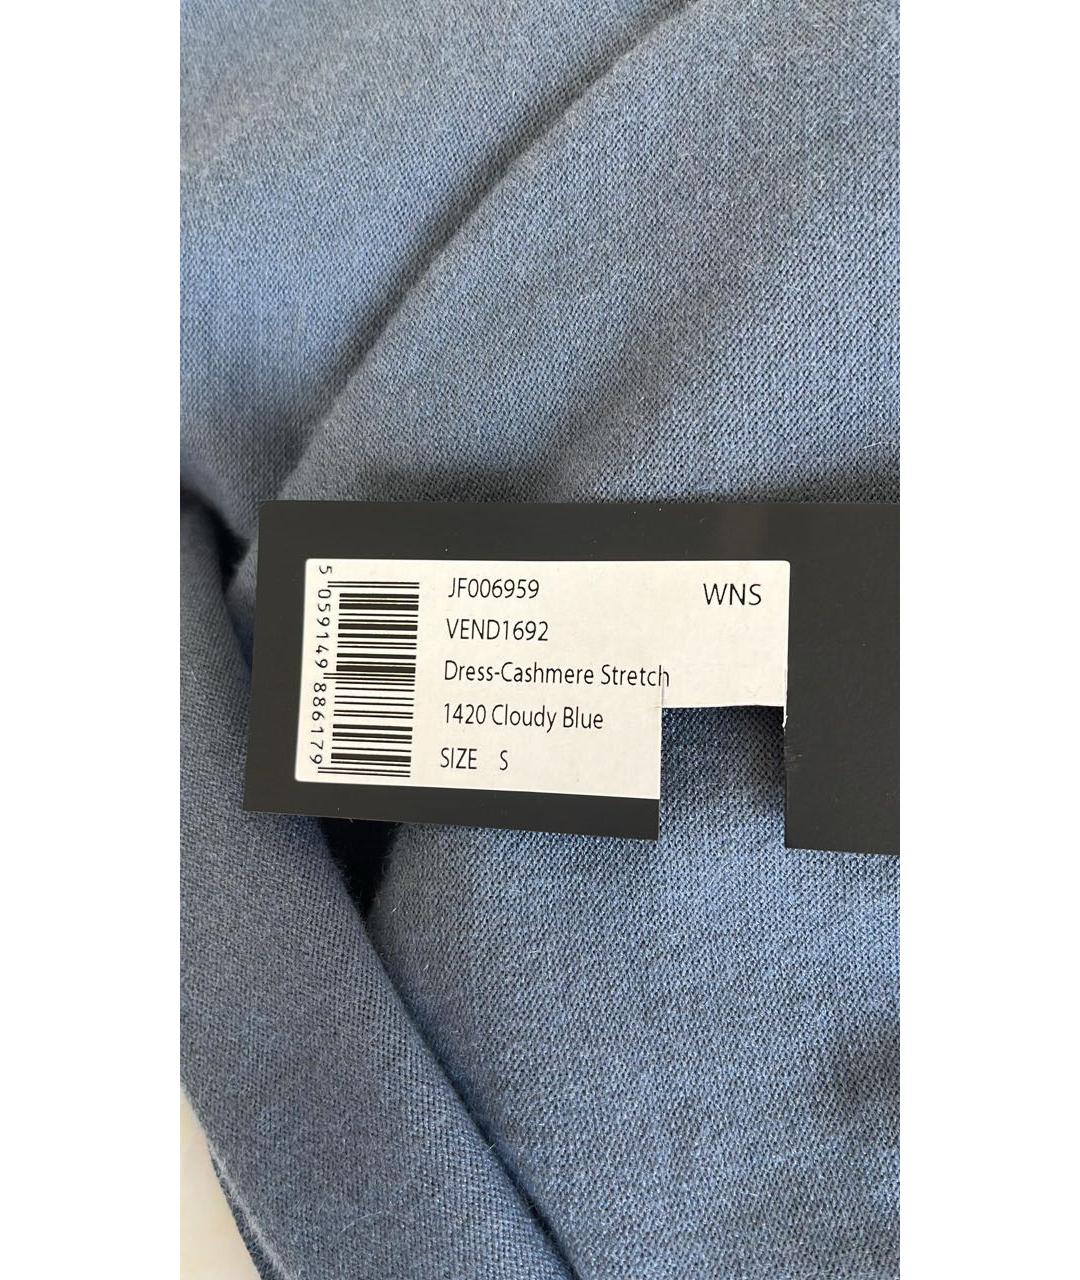 JF006959
WNS
VEND1692
Dress-Cashmere Stretch
1420 Cloudy Blue
SIZE S
5 059149 886179